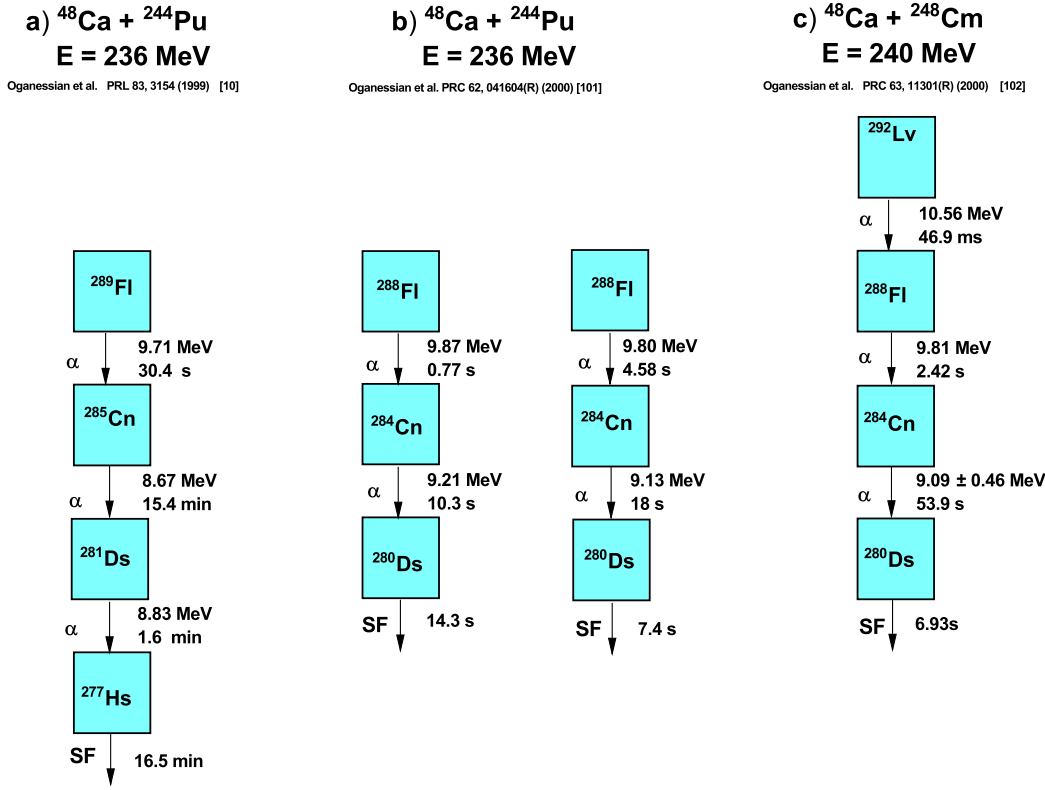 a) ⁴⁸Ca + ²⁴⁴Pu
E = 236 MeV
Oganessian et al. PRL 83, 3154 (1999) [10]
²⁸⁹Fl
α
9.71 MeV
30.4 s
²⁸⁵Cn
α
8.67 MeV
15.4 min
²⁸¹Ds
α
8.83 MeV
1.6 min
²⁷⁷Hs
SF
16.5 min
b) ⁴⁸Ca + ²⁴⁴Pu
E = 236 MeV
Oganessian et al. PRC 62, 041604(R) (2000) [101]
²⁸⁸Fl
α
9.87 MeV
0.77 s
²⁸⁴Cn
α
9.21 MeV
10.3 s
²⁸⁰Ds
SF
14.3 s
²⁸⁸Fl
α
9.80 MeV
4.58 s
²⁸⁴Cn
α
9.13 MeV
18 s
²⁸⁰Ds
SF
7.4 s
c) ⁴⁸Ca + ²⁴⁸Cm
E = 240 MeV
Oganessian et al. PRC 63, 11301(R) (2000) [102]
²⁹²Lv
α
10.56 MeV
46.9 ms
²⁸⁸Fl
α
9.81 MeV
2.42 s
²⁸⁴Cn
α
9.09 ± 0.46 MeV
53.9 s
²⁸⁰Ds
SF
6.93s